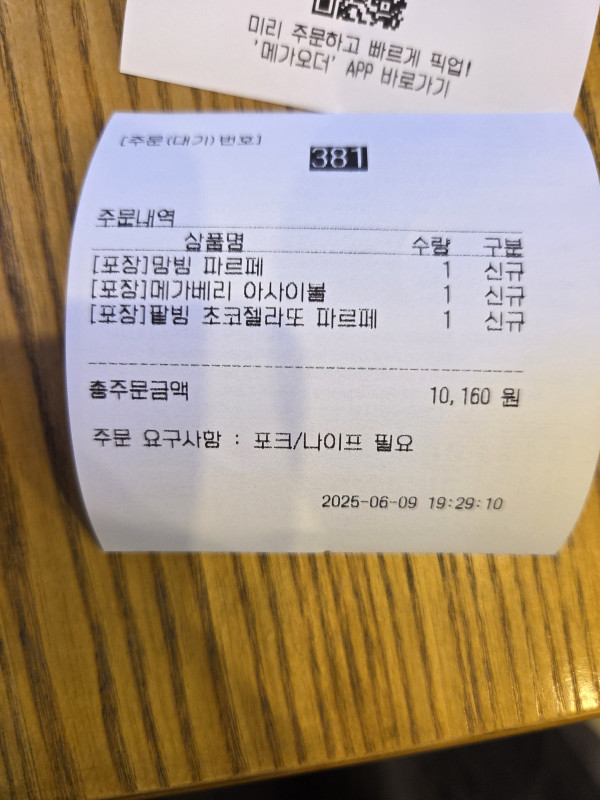 미리 주문하고 빠르게 픽업!
'메가오더' APP 바로가기
[주문(대기)번호]
381
주문내역
상품명 수량 구분
[포장]망빙 파르페 1 신규
[포장]메가베리 아사이볼 1 신규
[포장]팥빙 초코젤라또 파르페 1 신규
총주문금액 10,160 원
주문 요구사항 : 포크/나이프 필요
2025-06-09 19:29:10